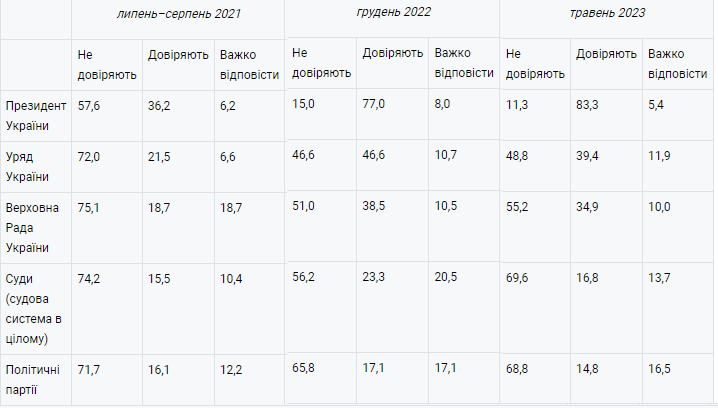 липень–серпень 2021 грудень 2022 травень 2023
Не довіряють Довіряють Важко відповісти Не довіряють Довіряють Важко відповісти Не довіряють Довіряють Важко відповісти
Президент України 57,6 36,2 6,2 15,0 77,0 8,0 11,3 83,3 5,4
Уряд України 72,0 21,5 6,6 46,6 46,6 10,7 48,8 39,4 11,9
Верховна Рада України 75,1 18,7 18,7 51,0 38,5 10,5 55,2 34,9 10,0
Суди (судова система в цілому) 74,2 15,5 10,4 56,2 23,3 20,5 69,6 16,8 13,7
Політичні партії 71,7 16,1 12,2 65,8 17,1 17,1 68,8 14,8 16,5